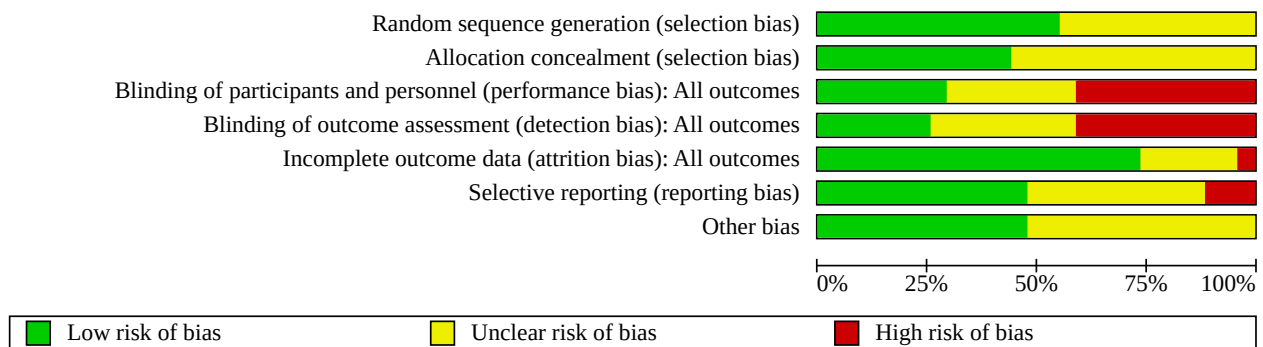 Random sequence generation (selection bias)
Allocation concealment (selection bias)
Blinding of participants and personnel (performance bias): All outcomes
Blinding of outcome assessment (detection bias): All outcomes
Incomplete outcome data (attrition bias): All outcomes
Selective reporting (reporting bias)
Other bias
0% 25% 50% 75% 100%
Low risk of bias Unclear risk of bias High risk of bias